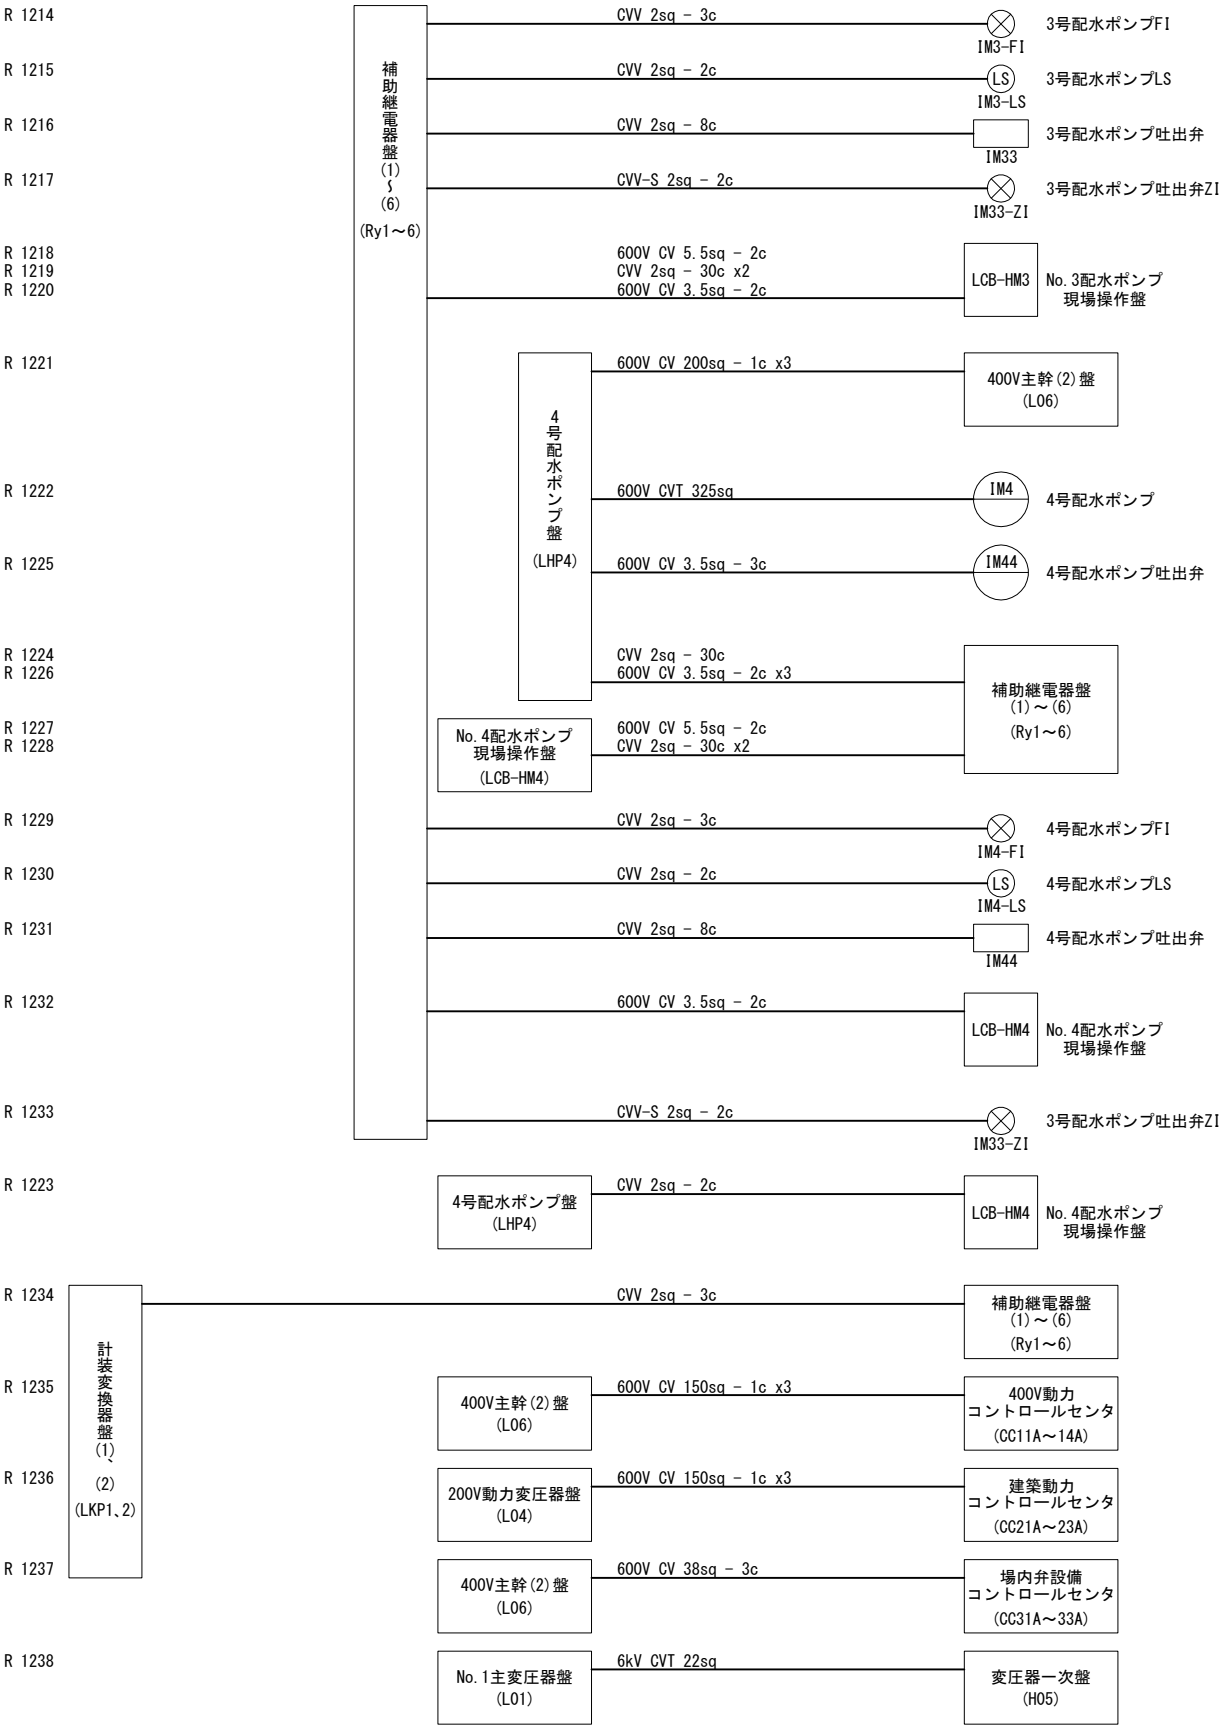 R 1214
CVV 2sq - 3c
IM3-FI
3号配水ポンプFI
補助継電器盤(1)～(6)
(Ry1～6)
R 1215
CVV 2sq - 2c
LS
IM3-LS
3号配水ポンプLS
R 1216
CVV 2sq - 8c
IM33
3号配水ポンプ吐出弁
R 1217
CVV-S 2sq - 2c
IM33-ZI
3号配水ポンプ吐出弁ZI
R 1218
600V CV 5.5sq - 2c
R 1219
CVV 2sq - 30c x2
R 1220
600V CV 3.5sq - 2c
LCB-HM3
No.3配水ポンプ
現場操作盤
R 1221
600V CV 200sq - 1c x3
400V主幹(2)盤
(L06)
4号配水ポンプ盤
(LHP4)
R 1222
600V CVT 325sq
IM4
4号配水ポンプ
R 1225
600V CV 3.5sq - 3c
IM44
4号配水ポンプ吐出弁
R 1224
CVV 2sq - 30c
R 1226
600V CV 3.5sq - 2c x3
補助継電器盤
(1)～(6)
(Ry1～6)
R 1227
600V CV 5.5sq - 2c
R 1228
CVV 2sq - 30c x2
No.4配水ポンプ
現場操作盤
(LCB-HM4)
R 1229
CVV 2sq - 3c
IM4-FI
4号配水ポンプFI
R 1230
CVV 2sq - 2c
LS
IM4-LS
4号配水ポンプLS
R 1231
CVV 2sq - 8c
IM44
4号配水ポンプ吐出弁
R 1232
600V CV 3.5sq - 2c
LCB-HM4
No.4配水ポンプ
現場操作盤
R 1233
CVV-S 2sq - 2c
IM33-ZI
3号配水ポンプ吐出弁ZI
R 1223
4号配水ポンプ盤
(LHP4)
CVV 2sq - 2c
LCB-HM4
No.4配水ポンプ
現場操作盤
R 1234
計装変換器盤(1)、(2)
(LKP1、2)
CVV 2sq - 3c
補助継電器盤
(1)～(6)
(Ry1～6)
R 1235
400V主幹(2)盤
(L06)
600V CV 150sq - 1c x3
400V動力
コントロールセンタ
(CC11A～14A)
R 1236
200V動力変圧器盤
(L04)
600V CV 150sq - 1c x3
建築動力
コントロールセンタ
(CC21A～23A)
R 1237
400V主幹(2)盤
(L06)
600V CV 38sq - 3c
場内弁設備
コントロールセンタ
(CC31A～33A)
R 1238
No.1主変圧器盤
(L01)
6kV CVT 22sq
変圧器一次盤
(H05)